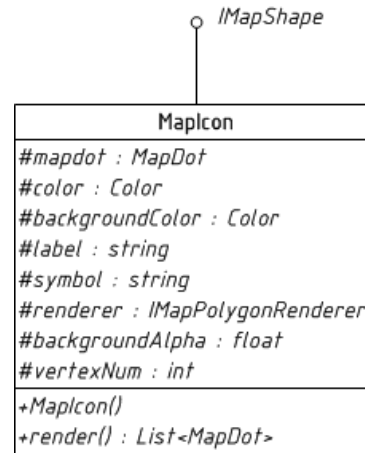 IMapShape
MapIcon
#mapdot : MapDot
#color : Color
#backgroundColor : Color
#label : string
#symbol : string
#renderer : IMapPolygonRenderer
#backgroundAlpha : float
#vertexNum : int
+MapIcon()
+render() : List<MapDot>